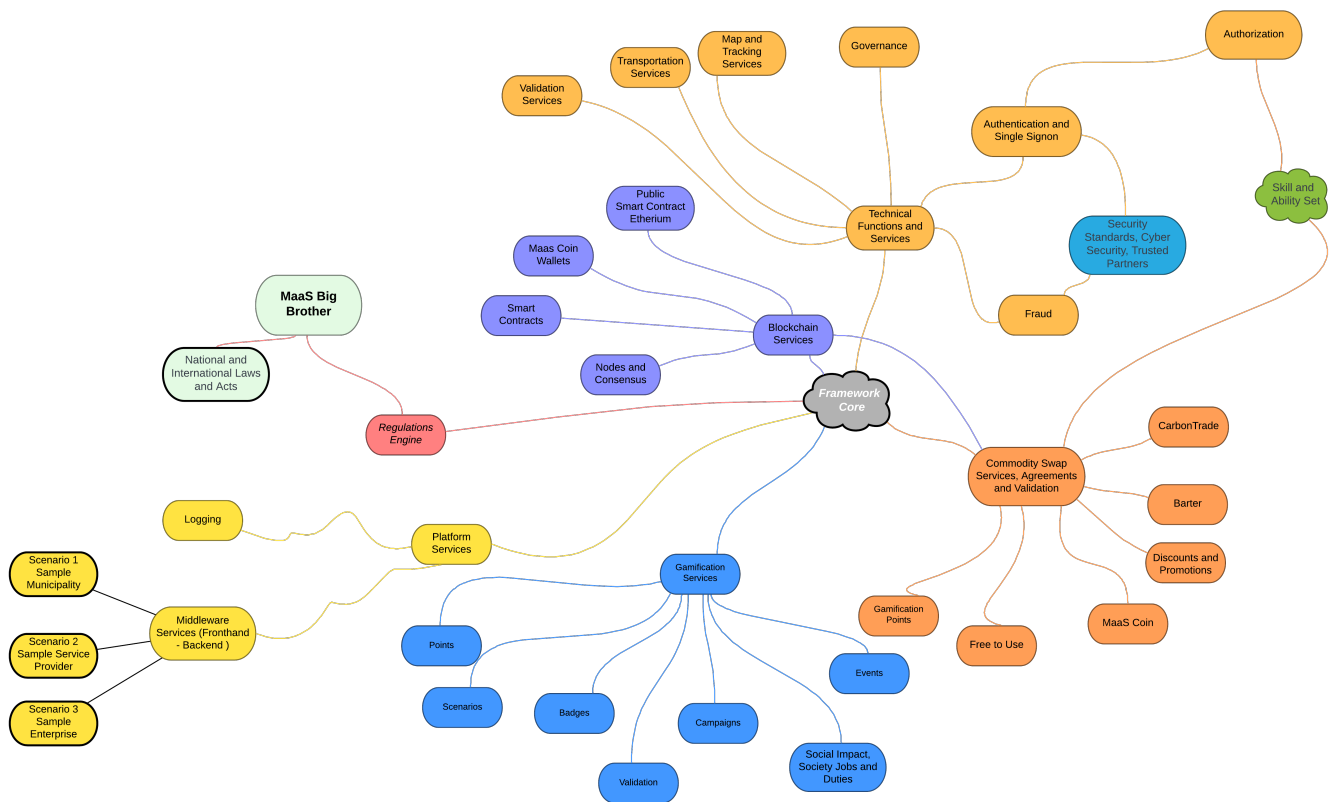 Authorization
Map and
Tracking
Services
Governance
Transportation
Services
Validation
Services
Authentication and
Single Signon
Skill and
Ability Set
Public
Smart Contract
Etherium
Technical
Functions and
Services
Security
Standards, Cyber
Security, Trusted
Partners
Maas Coin
Wallets
MaaS Big
Brother
Smart
Contracts
Fraud
Blockchain
Services
National and
International Laws
and Acts
Nodes and
Consensus
Framework
Core
Regulations
Engine
CarbonTrade
Commodity Swap
Services, Agreements
and Validation
Barter
Logging
Platform
Services
Discounts and
Promotions
Scenario 1
Sample
Municipality
Gamification
Services
Gamification
Points
MaaS Coin
Middleware
Services (Fronthand
- Backend )
Points
Free to Use
Scenario 2
Sample Service
Provider
Events
Scenarios
Badges
Campaigns
Scenario 3
Sample
Enterprise
Social Impact,
Society Jobs and
Duties
Validation